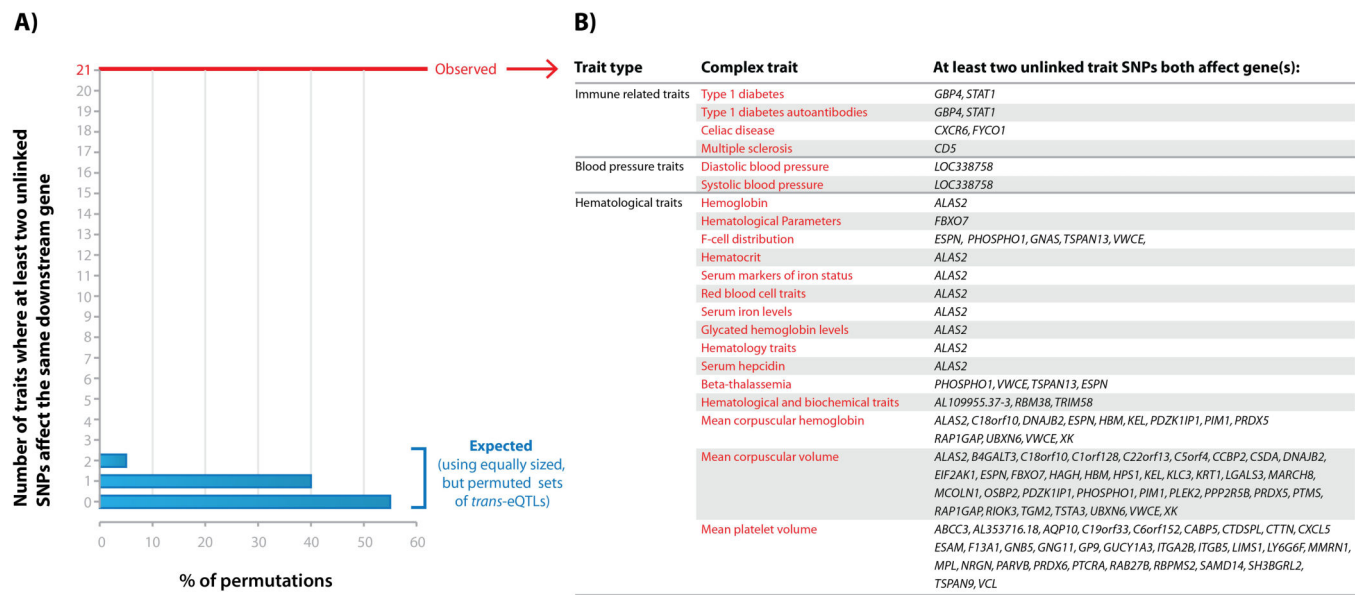 A)
Number of traits where at least two unlinked
SNPs affect the same downstream gene
21
20
19
18
17
16
15
14
13
12
11
10
9
8
7
6
5
4
3
2
1
0
Observed
Expected
(using equally sized,
but permuted sets
of trans-eQTLs)
0 10 20 30 40 50 60
% of permutations
B)
Trait type Complex trait At least two unlinked trait SNPs both affect gene(s):
Immune related traits Type 1 diabetes GBP4, STAT1
Type 1 diabetes autoantibodies GBP4, STAT1
Celiac disease CXCR6, FYCO1
Multiple sclerosis CD5
Blood pressure traits Diastolic blood pressure LOC338758
Systolic blood pressure LOC338758
Hematological traits Hemoglobin ALAS2
Hematological Parameters FBXO7
F-cell distribution ESPN, PHOSPHO1, GNAS, TSPAN13, VWCE,
Hematocrit ALAS2
Serum markers of iron status ALAS2
Red blood cell traits ALAS2
Serum iron levels ALAS2
Glycated hemoglobin levels ALAS2
Hematology traits ALAS2
Serum hepcidin ALAS2
Beta-thalassemia PHOSPHO1, VWCE, TSPAN13, ESPN
Hematological and biochemical traits AL109955.37-3, RBM38, TRIM58
Mean corpuscular hemoglobin ALAS2, C18orf10, DNAJB2, ESPN, HBM, KEL, PDZK1IP1, PIM1, PRDX5
RAP1GAP, UBXN6, VWCE, XK
Mean corpuscular volume ALAS2, B4GALT3, C18orf10, C1orf128, C22orf13, C5orf4, CCBP2, CSDA, DNAJB2,
EIF2AK1, ESPN, FBXO7, HAGH, HBM, HPS1, KEL, KLC3, KRT1, LGALS3, MARCH8,
MCOLN1, OSBP2, PDZK1IP1, PHOSPHO1, PIM1, PLEK2, PPP2R5B, PRDX5, PTMS,
RAP1GAP, RIOK3, TGM2, TSTA3, UBXN6, VWCE, XK
Mean platelet volume ABCC3, AL353716.18, AQP10, C19orf33, C6orf152, CABP5, CTDSPL, CTTN, CXCL5
ESAM, F13A1, GNB5, GNG11, GP9, GUCY1A3, ITGA2B, ITGB5, LIMS1, LY6G6F, MMRN1,
MPL, NRGN, PARVB, PRDX6, PTCRA, RAB27B, RBPMS2, SAMD14, SH3BGRL2,
TSPAN9, VCL